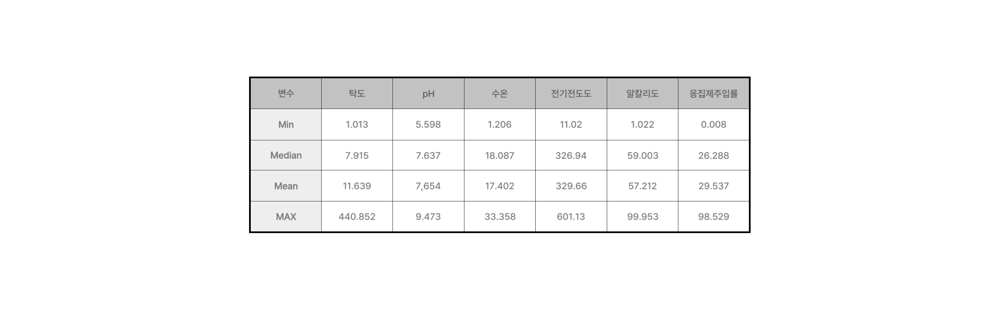 변수 탁도 pH 수온 전기전도도 알칼리도 응집제주입률
Min 1.013 5.598 1.206 11.02 1.022 0.008
Median 7.915 7.637 18.087 326.94 59.003 26.288
Mean 11.639 7,654 17.402 329.66 57.212 29.537
MAX 440.852 9.473 33.358 601.13 99.953 98.529